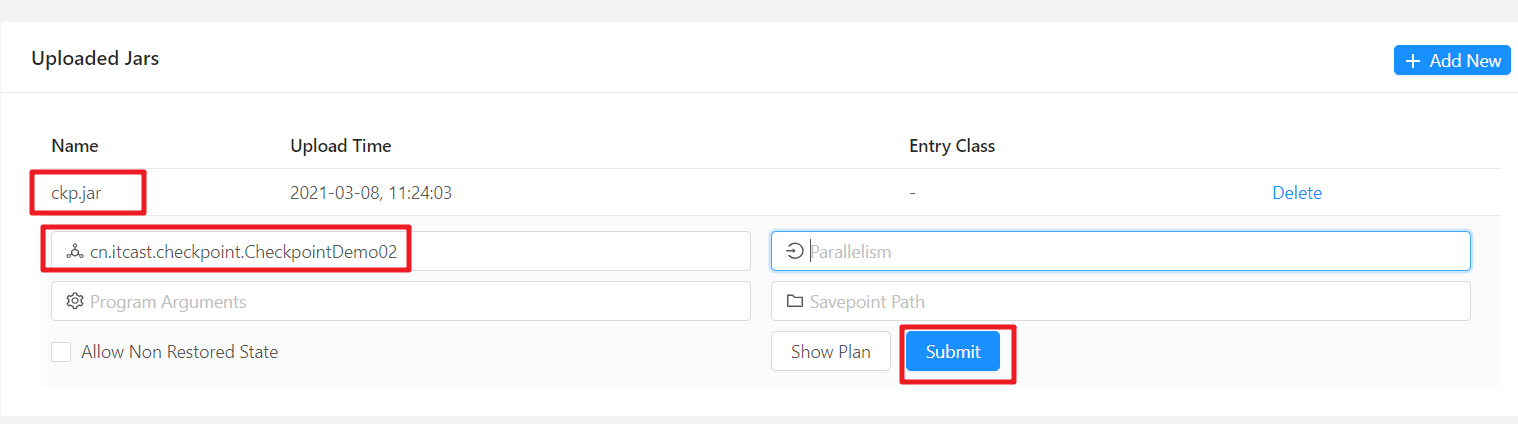 Uploaded Jars
+ Add New
Name Upload Time Entry Class
ckp.jar 2021-03-08, 11:24:03 - Delete
cn.itcast.checkpoint.CheckpointDemo02 Parallelism
Program Arguments Savepoint Path
Allow Non Restored State Show Plan Submit